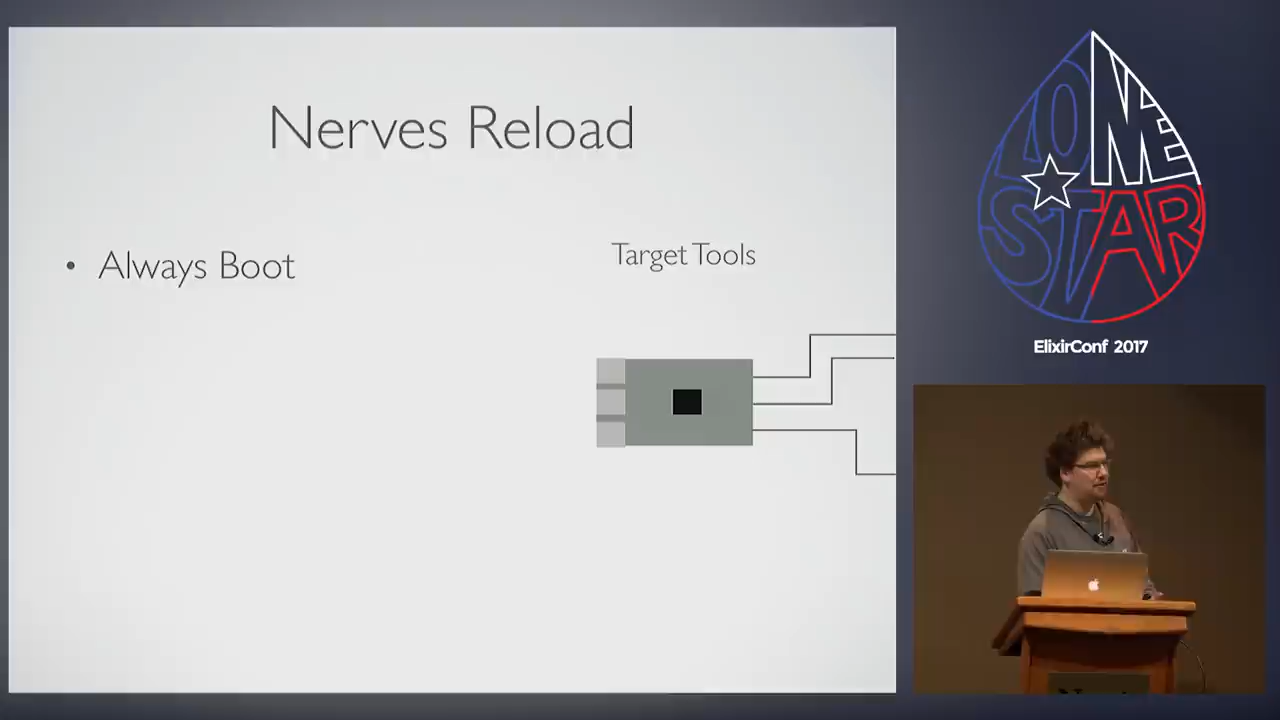 Nerves Reload
• Always Boot
Target Tools
LONE
STAR
ElixirConf 2017